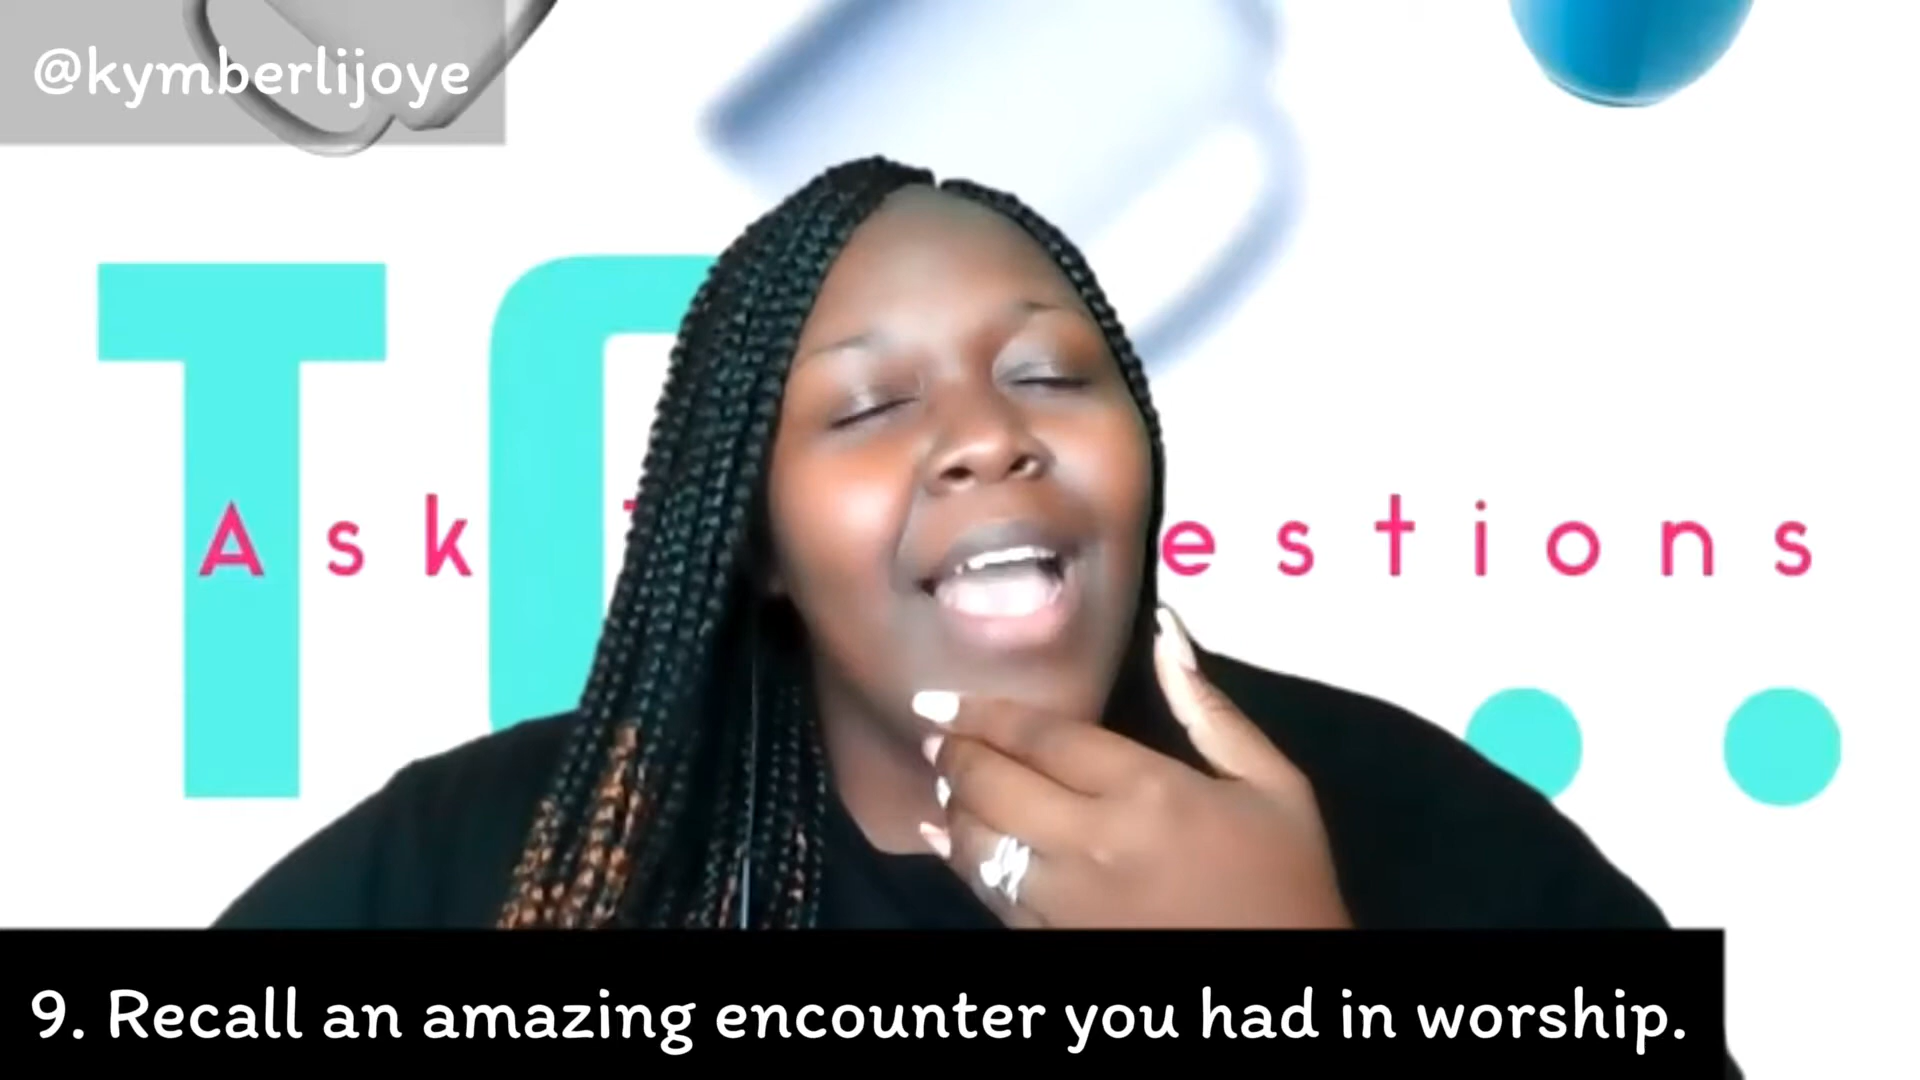 @kymberlijoye
T
Ask estions
9. Recall an amazing encounter you had in worship.